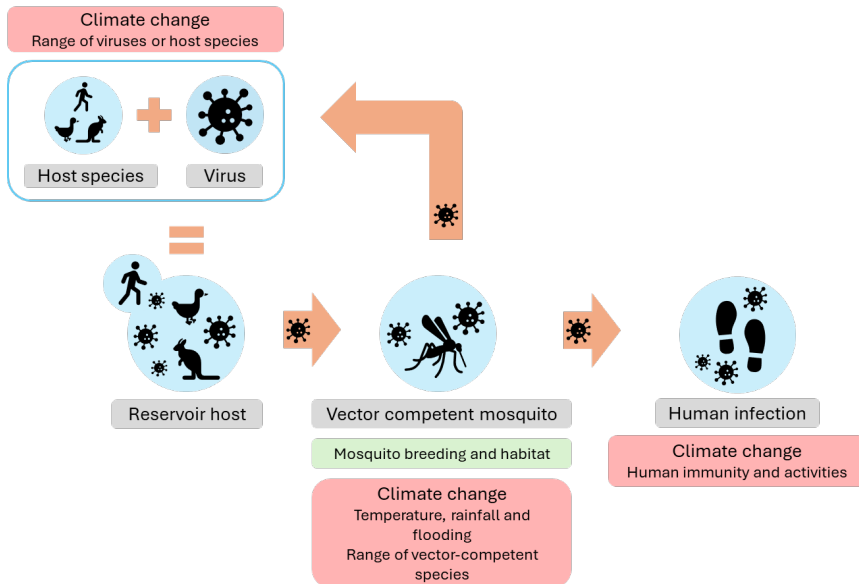 Climate change
Range of viruses or host species
Host species
Virus
Reservoir host
Vector competent mosquito
Human infection
Mosquito breeding and habitat
Climate change
Human immunity and activities
Climate change
Temperature, rainfall and
flooding
Range of vector-competent
species